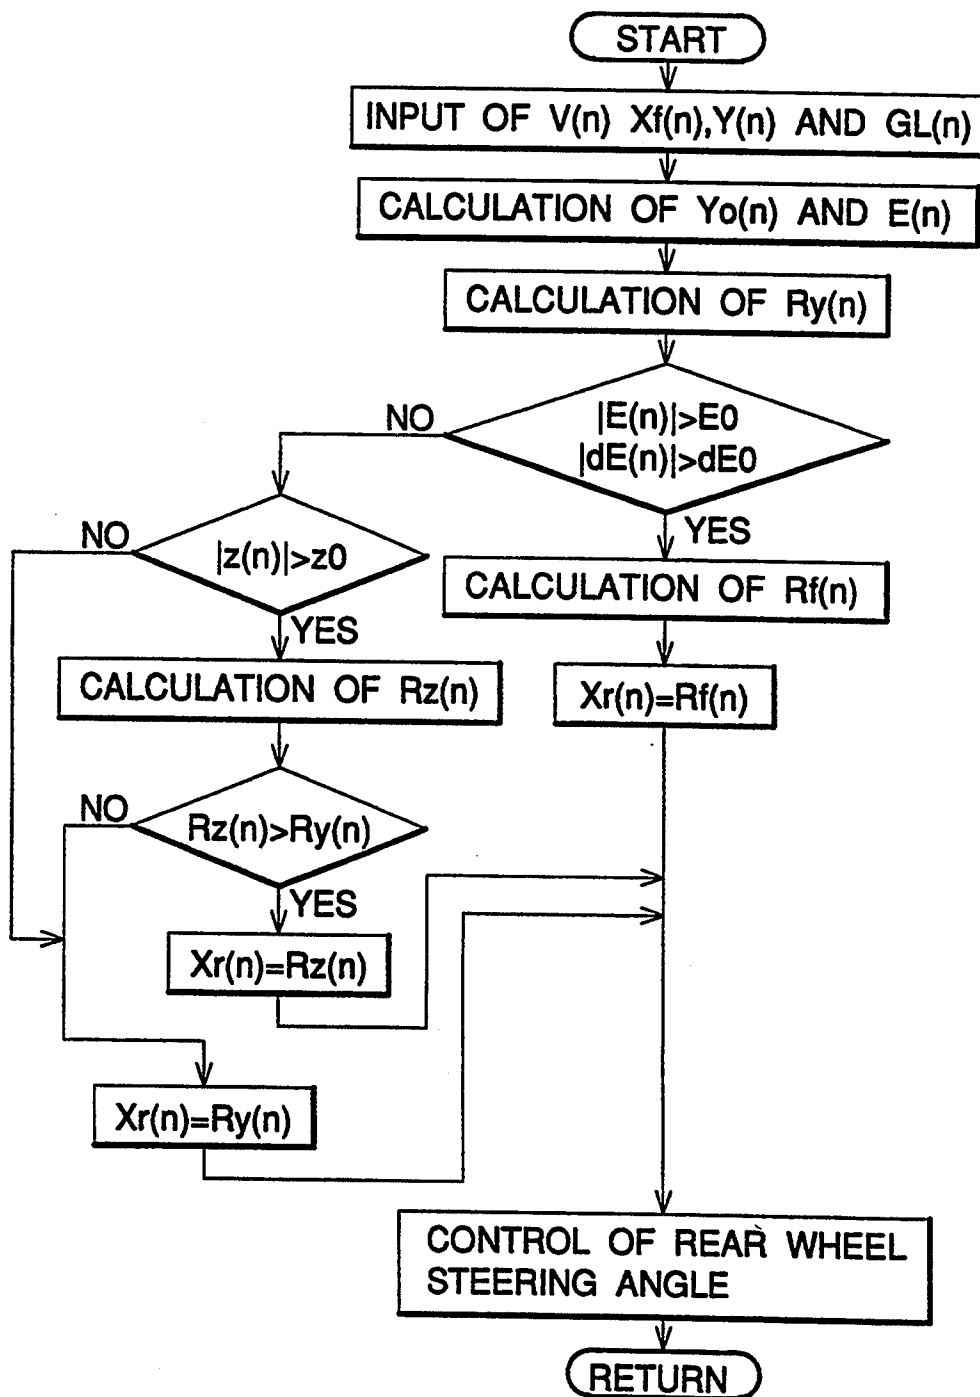 START
INPUT OF V(n) Xf(n),Y(n) AND GL(n)
CALCULATION OF Yo(n) AND E(n)
CALCULATION OF Ry(n)
|E(n)|>E0
|dE(n)|>dE0
NO
YES
|z(n)|>z0
NO
YES
CALCULATION OF Rf(n)
CALCULATION OF Rz(n)
Xr(n)=Rf(n)
Rz(n)>Ry(n)
NO
YES
Xr(n)=Rz(n)
Xr(n)=Ry(n)
CONTROL OF REAR WHEEL
STEERING ANGLE
RETURN